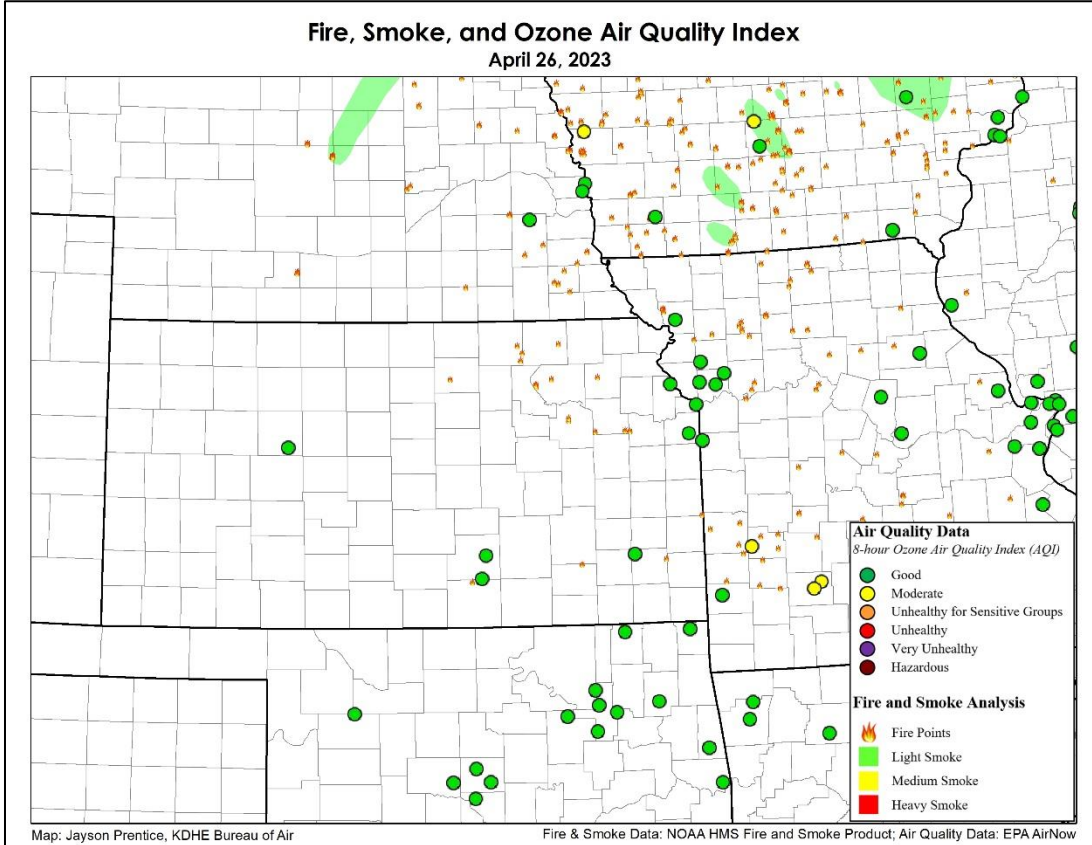 Fire, Smoke, and Ozone Air Quality Index
April 26, 2023
Air Quality Data
8-hour Ozone Air Quality Index (AQI)
Good
Moderate
Unhealthy for Sensitive Groups
Unhealthy
Very Unhealthy
Hazardous
Fire and Smoke Analysis
Fire Points
Light Smoke
Medium Smoke
Heavy Smoke
Map: Jayson Prentice, KDHE Bureau of Air
Fire & Smoke Data: NOAA HMS Fire and Smoke Product; Air Quality Data: EPA AirNow